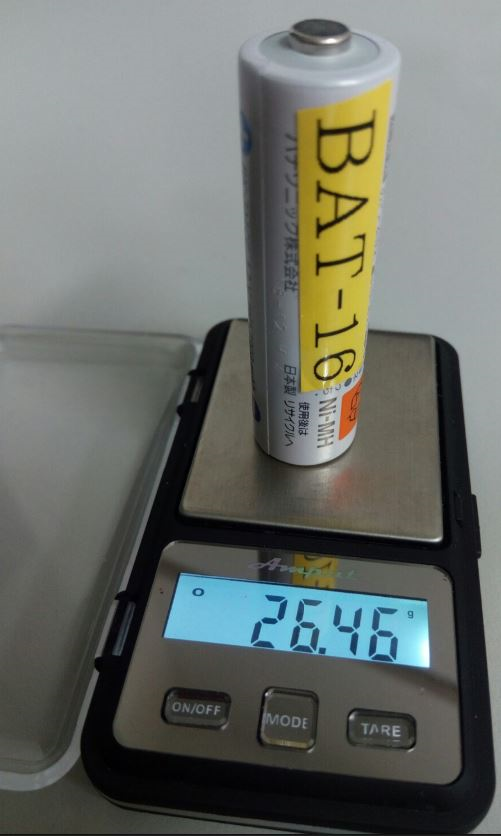 BAT-16
パナソニック株式会社
日本製
使用後は
リサイクルへ
Ni-MH
26.46 g
ON/OFF
MODE
TARE